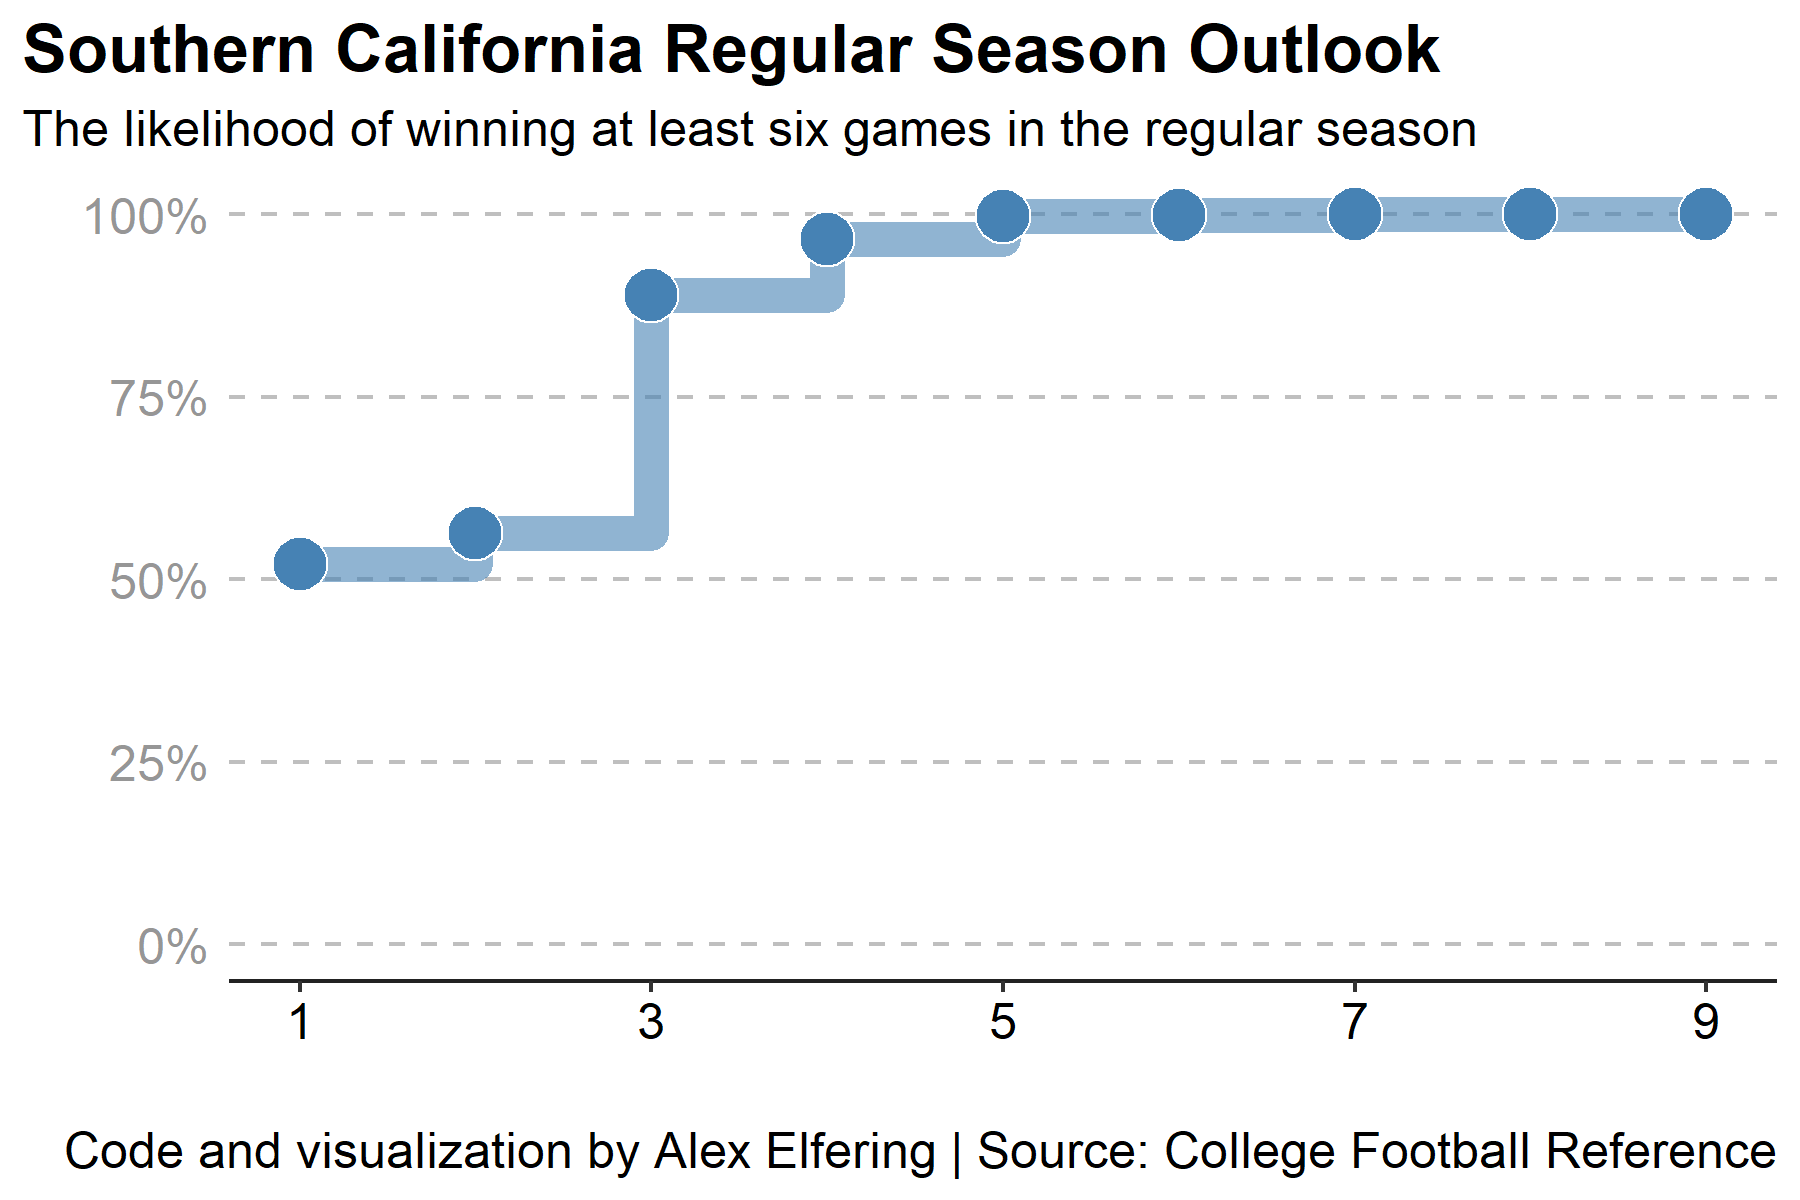 Southern California Regular Season Outlook
The likelihood of winning at least six games in the regular season
100%
75%
50%
25%
0%
1 3 5 7 9
Code and visualization by Alex Elfering | Source: College Football Reference